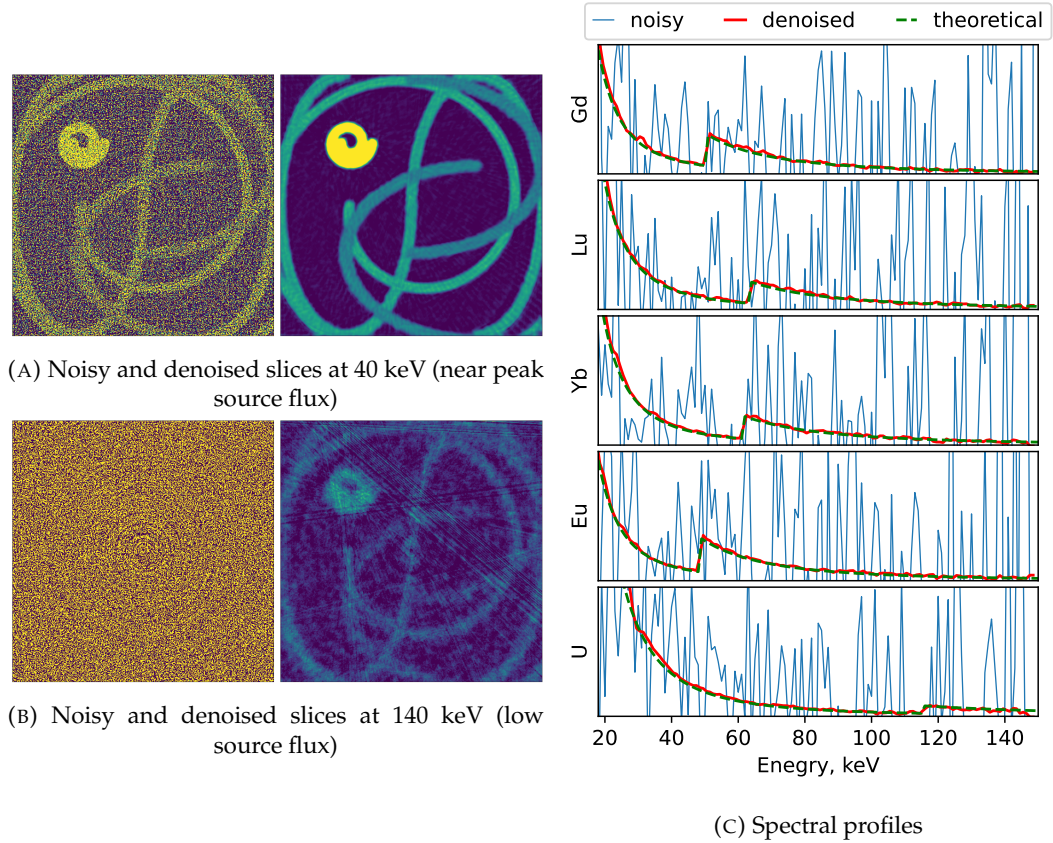 noisy denoised theoretical
Gd
Lu
Yb
Eu
U
20 40 60 80 100 120 140
Enegry, keV
(A) Noisy and denoised slices at 40 keV (near peak
source flux)
(B) Noisy and denoised slices at 140 keV (low
source flux)
(C) Spectral profiles